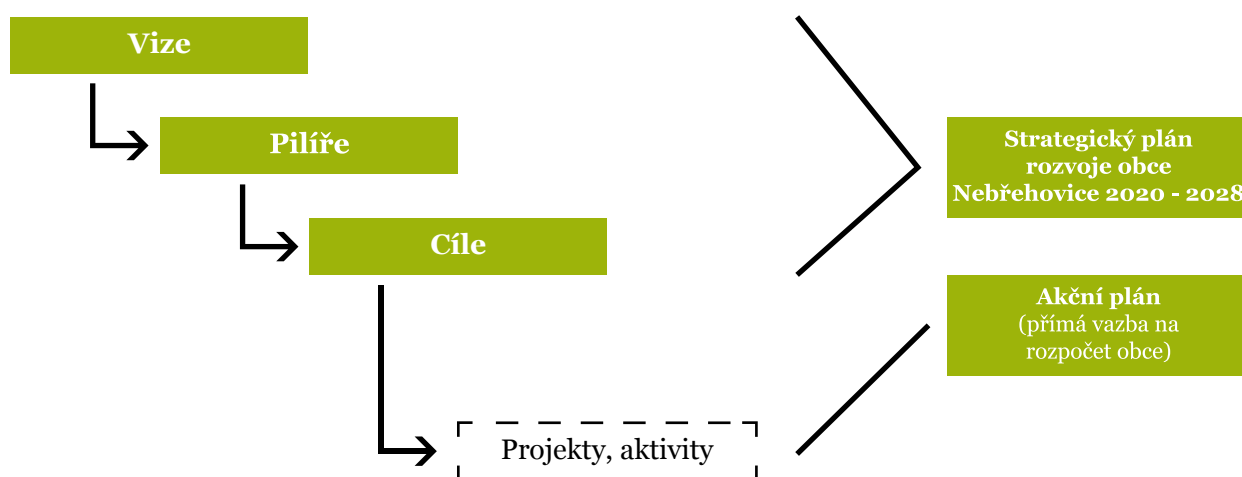 Vize
Pilíře
Cíle
Projekty, aktivity
Strategický plán
rozvoje obce
Nebřehovice 2020 - 2028
Akční plán
(přímá vazba na
rozpočet obce)